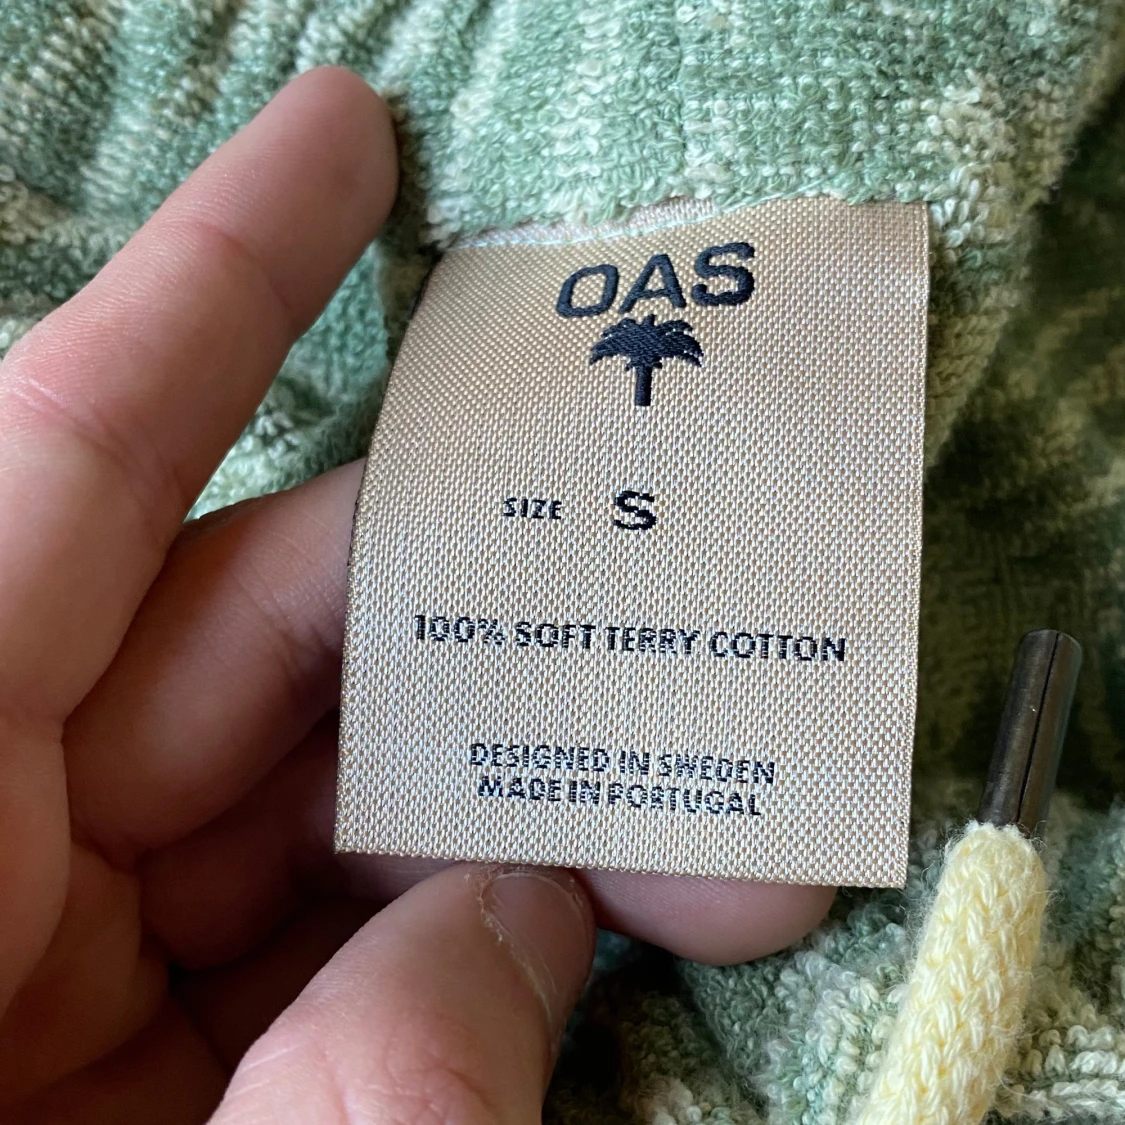 OAS
SIZE S
100% SOFT TERRY COTTON
DESIGNED IN SWEDEN
MADE IN PORTUGAL